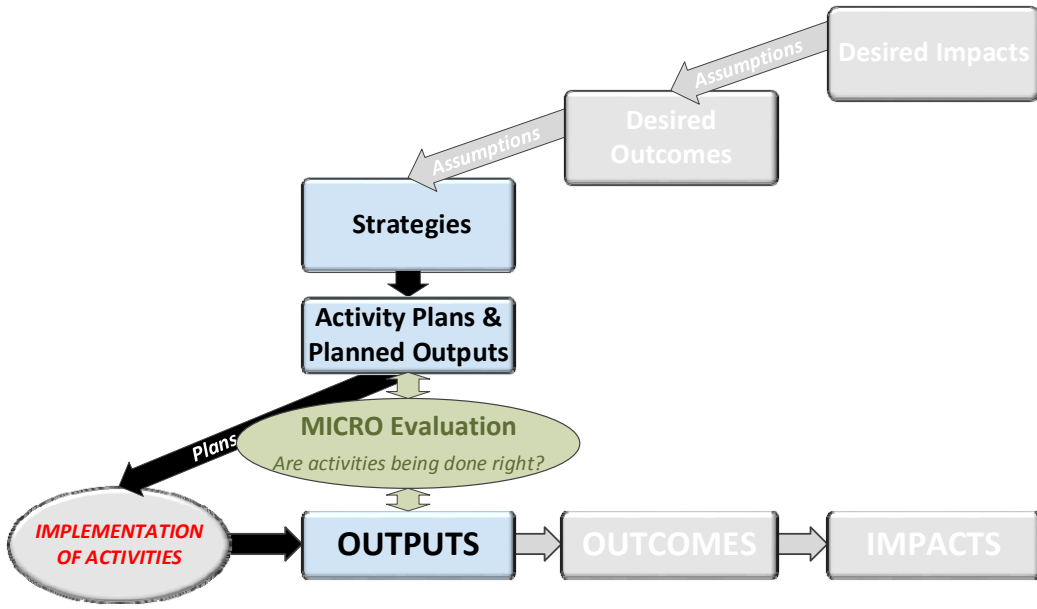 Desired Impacts
Assumptions
Desired
Outcomes
Assumptions
Strategies
Activity Plans &
Planned Outputs
MICRO Evaluation
Are activities being done right?
Plans
IMPLEMENTATION
OF ACTIVITIES
OUTPUTS
OUTCOMES
IMPACTS